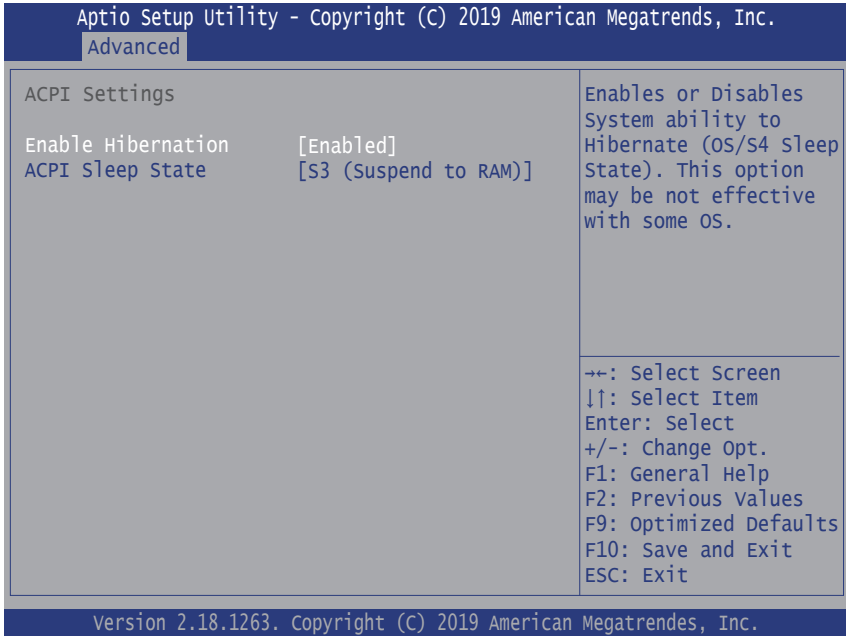 Aptio Setup Utility - Copyright (C) 2019 American Megatrends, Inc.
Advanced
ACPI Settings
Enable Hibernation [Enabled]
ACPI Sleep State [S3 (Suspend to RAM)]
Enables or Disables
System ability to
Hibernate (OS/S4 Sleep
State). This option
may be not effective
with some OS.
→←: Select Screen
↓↑: Select Item
Enter: Select
+/-: Change Opt.
F1: General Help
F2: Previous Values
F9: Optimized Defaults
F10: Save and Exit
ESC: Exit
Version 2.18.1263. Copyright (C) 2019 American Megatrendes, Inc.